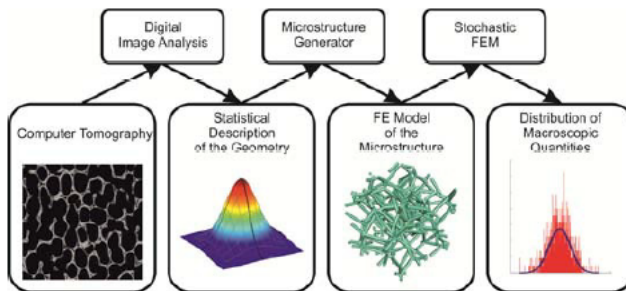 Digital
Image Analysis
Microstructure
Generator
Stochastic
FEM
Computer Tomography
Statistical
Description
of the Geometry
FE Model
of the
Microstructure
Distribution of
Macroscopic
Quantities